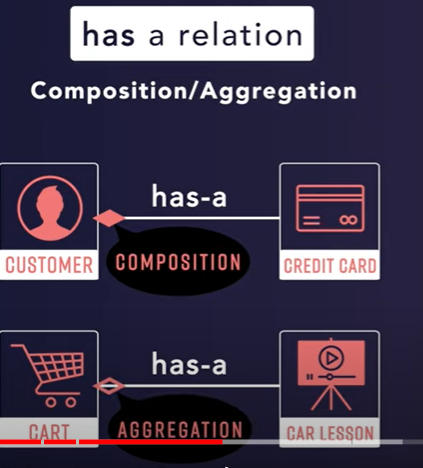 has a relation
Composition/Aggregation
has-a
CUSTOMER
COMPOSITION
CREDIT CARD
has-a
CART
AGGREGATION
CAR LESSON